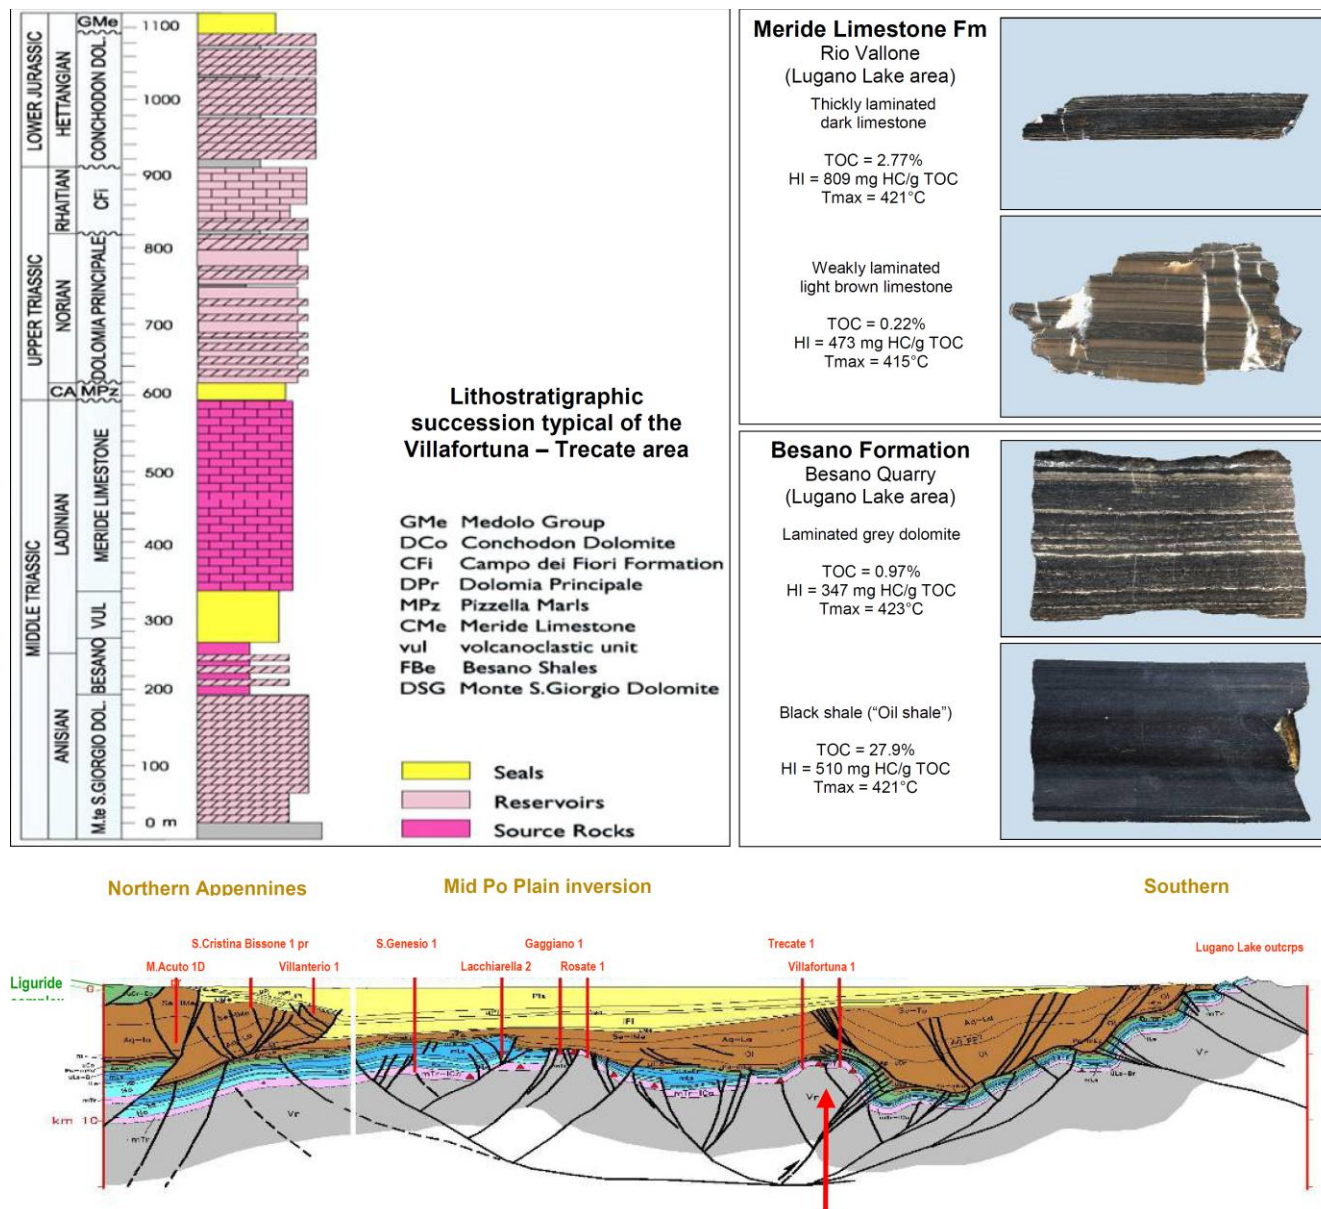 GMe
1100
LOWER JURASSIC
HETTANGIAN
CONCHODON DOL.
1000
900
RHAITIAN
CFi
800
UPPER TRIASSIC
NORIAN
DOLOMIA PRINCIPALE
700
600
CA
MPz
500
MIDDLE TRIASSIC
LADINIAN
MERIDE LIMESTONE
400
VUL
300
BESANO
200
ANISIAN
M.te S.GIORGIO DOL.
100
0 m
Lithostratigraphic
succession typical of the
Villafortuna – Trecate area
GMe Medolo Group
DCo Conchodon Dolomite
CFi Campo dei Fiori Formation
DPr Dolomia Principale
MPz Pizzella Marls
CMe Meride Limestone
vul volcanoclastic unit
FBe Besano Shales
DSG Monte S.Giorgio Dolomite
Seals
Reservoirs
Source Rocks
Meride Limestone Fm
Rio Vallone
(Lugano Lake area)
Thickly laminated
dark limestone
TOC = 2.77%
HI = 809 mg HC/g TOC
Tmax = 421°C
Weakly laminated
light brown limestone
TOC = 0.22%
HI = 473 mg HC/g TOC
Tmax = 415°C
Besano Formation
Besano Quarry
(Lugano Lake area)
Laminated grey dolomite
TOC = 0.97%
HI = 347 mg HC/g TOC
Tmax = 423°C
Black shale (“Oil shale”)
TOC = 27.9%
HI = 510 mg HC/g TOC
Tmax = 421°C
Northern Appennines
Mid Po Plain inversion
Southern
S.Cristina Bissone 1 pr
S.Genesio 1
Gaggiano 1
Trecate 1
Lugano Lake outcrps
M.Acuto 1D
Villanterio 1
Lacchiarella 2
Rosate 1
Villafortuna 1
Liguride
0
km 10
Aq-La
Ol
Vr
mTr